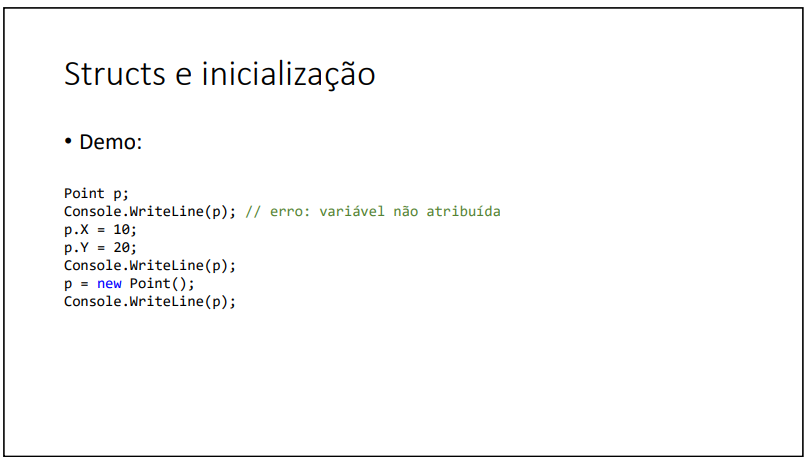 Structs e inicialização
• Demo:
Point p;
Console.WriteLine(p); // erro: variável não atribuída
p.X = 10;
p.Y = 20;
Console.WriteLine(p);
p = new Point();
Console.WriteLine(p);